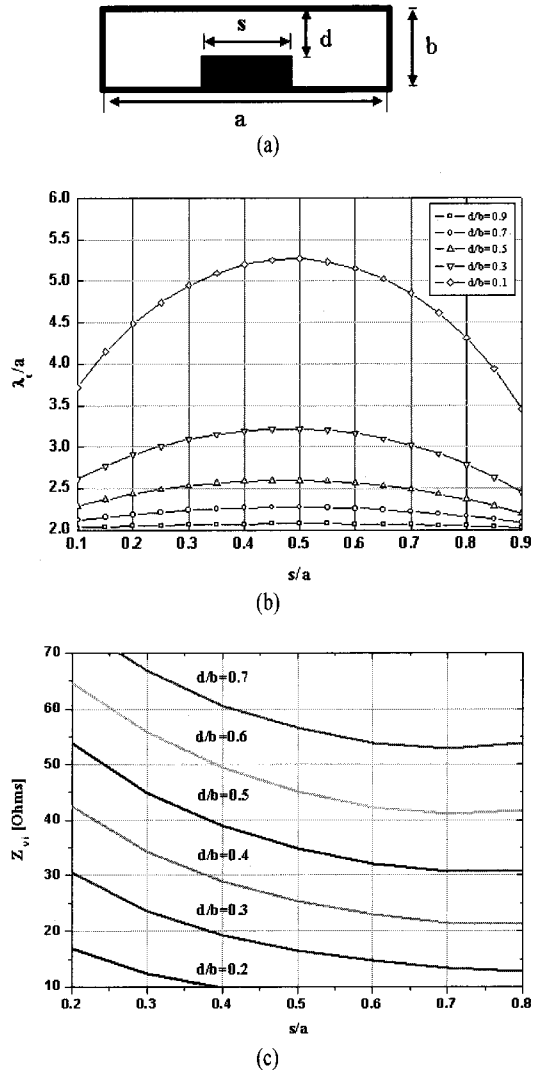 s
d
b
a
(a)
6.0
5.5
5.0
4.5
4.0
3.5
3.0
2.5
2.0
λc/a
d/b=0.9
d/b=0.7
d/b=0.5
d/b=0.3
d/b=0.1
0.1 0.2 0.3 0.4 0.5 0.6 0.7 0.8 0.9
s/a
(b)
70
60
50
40
30
20
10
Zvi [Ohms]
d/b=0.7
d/b=0.6
d/b=0.5
d/b=0.4
d/b=0.3
d/b=0.2
0.2 0.3 0.4 0.5 0.6 0.7 0.8
s/a
(c)